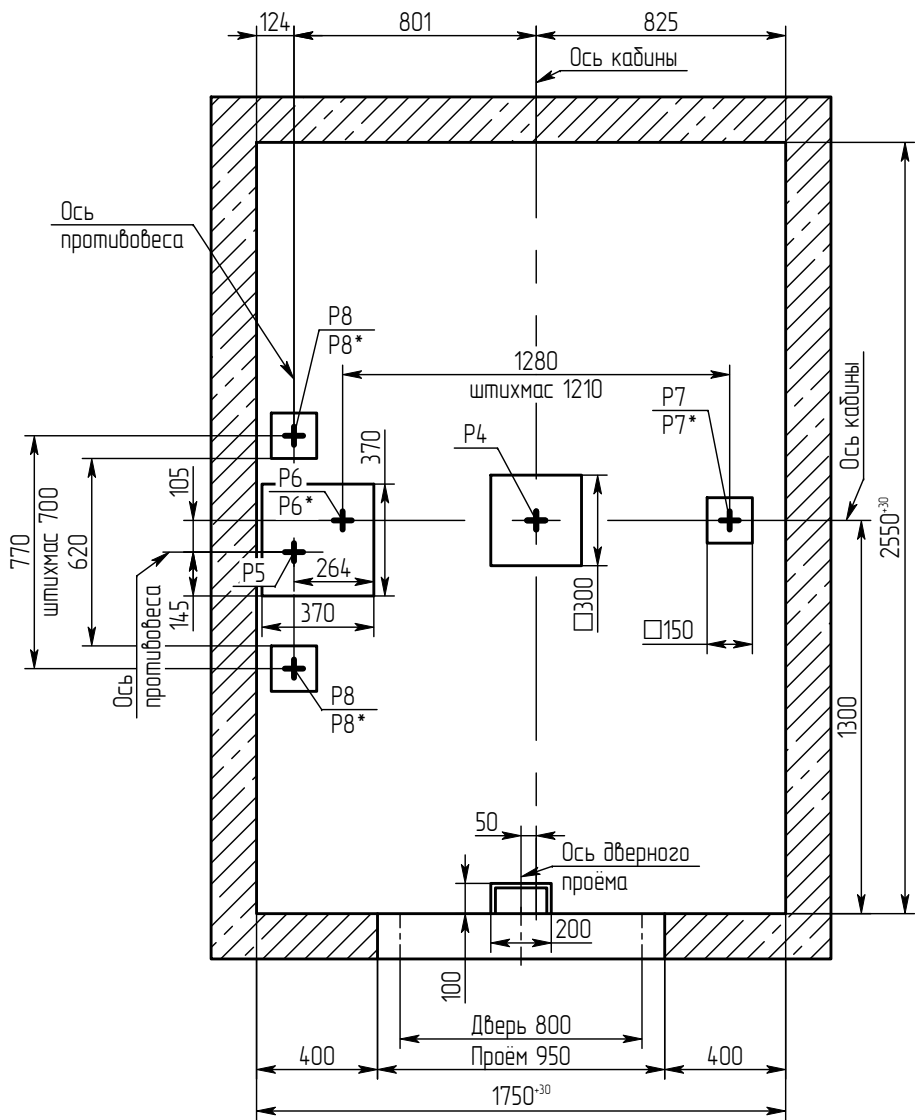 124
801
825
Ось кабины
Ось
противовеса
P8
P8*
1280
штихмас 1210
P7
P7*
Ось кабины
370
P4
P6
P6*
105
770
штихмас 700
620
2550⁺³⁰
P5
264
145
370
□300
□150
Ось
противовеса
P8
P8*
1300
50
Ось дверного
проёма
200
100
Дверь 800
400
Проём 950
400
1750⁺³⁰